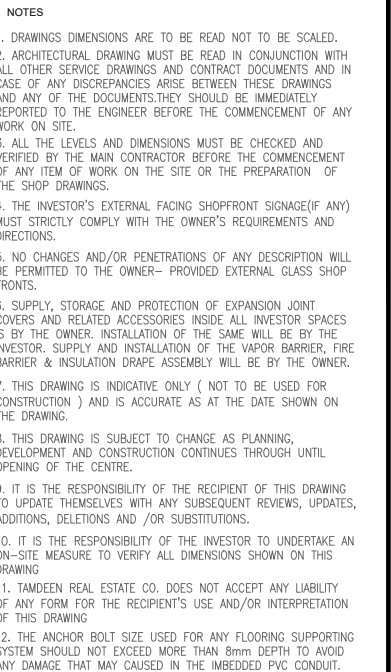 NOTES
1. DRAWINGS DIMENSIONS ARE TO BE READ NOT TO BE SCALED.
2. ARCHITECTURAL DRAWING MUST BE READ IN CONJUNCTION WITH
ALL OTHER SERVICE DRAWINGS AND CONTRACT DOCUMENTS AND IN
CASE OF ANY DISCREPANCIES ARISE BETWEEN THESE DRAWINGS
AND ANY OF THE DOCUMENTS.THEY SHOULD BE IMMEDIATELY
REPORTED TO THE ENGINEER BEFORE THE COMMENCEMENT OF ANY
WORK ON SITE.
3. ALL THE LEVELS AND DIMENSIONS MUST BE CHECKED AND
VERIFIED BY THE MAIN CONTRACTOR BEFORE THE COMMENCEMENT
OF ANY ITEM OF WORK ON THE SITE OR THE PREPARATION OF
THE SHOP DRAWINGS.
4. THE INVESTOR'S EXTERNAL FACING SHOPFRONT SIGNAGE(IF ANY)
MUST STRICTLY COMPLY WITH THE OWNER'S REQUIREMENTS AND
DIRECTIONS.
5. NO CHANGES AND/OR PENETRATIONS OF ANY DESCRIPTION WILL
BE PERMITTED TO THE OWNER- PROVIDED EXTERNAL GLASS SHOP
FRONTS.
6. SUPPLY, STORAGE AND PROTECTION OF EXPANSION JOINT
COVERS AND RELATED ACCESSORIES INSIDE ALL INVESTOR SPACES
IS BY THE OWNER. INSTALLATION OF THE SAME WILL BE BY THE
INVESTOR. SUPPLY AND INSTALLATION OF THE VAPOR BARRIER, FIRE
BARRIER & INSULATION DRAPE ASSEMBLY WILL BE BY THE OWNER.
7. THIS DRAWING IS INDICATIVE ONLY ( NOT TO BE USED FOR
CONSTRUCTION ) AND IS ACCURATE AS AT THE DATE SHOWN ON
THE DRAWING.
8. THIS DRAWING IS SUBJECT TO CHANGE AS PLANNING,
DEVELOPMENT AND CONSTRUCTION CONTINUES THROUGH UNTIL
OPENING OF THE CENTRE.
9. IT IS THE RESPONSIBILITY OF THE RECIPIENT OF THIS DRAWING
TO UPDATE THEMSELVES WITH ANY SUBSEQUENT REVIEWS, UPDATES,
ADDITIONS, DELETIONS AND /OR SUBSTITUTIONS.
10. IT IS THE RESPONSIBILITY OF THE INVESTOR TO UNDERTAKE AN
ON-SITE MEASURE TO VERIFY ALL DIMENSIONS SHOWN ON THIS
DRAWING
11. TAMDEEN REAL ESTATE CO. DOES NOT ACCEPT ANY LIABILITY
OF ANY FORM FOR THE RECIPIENT'S USE AND/OR INTERPRETATION
OF THIS DRAWING
12. THE ANCHOR BOLT SIZE USED FOR ANY FLOORING SUPPORTING
SYSTEM SHOULD NOT EXCEED MORE THAN 8mm DEPTH TO AVOID
ANY DAMAGE THAT MAY CAUSED IN THE IMBEDDED PVC CONDUIT.